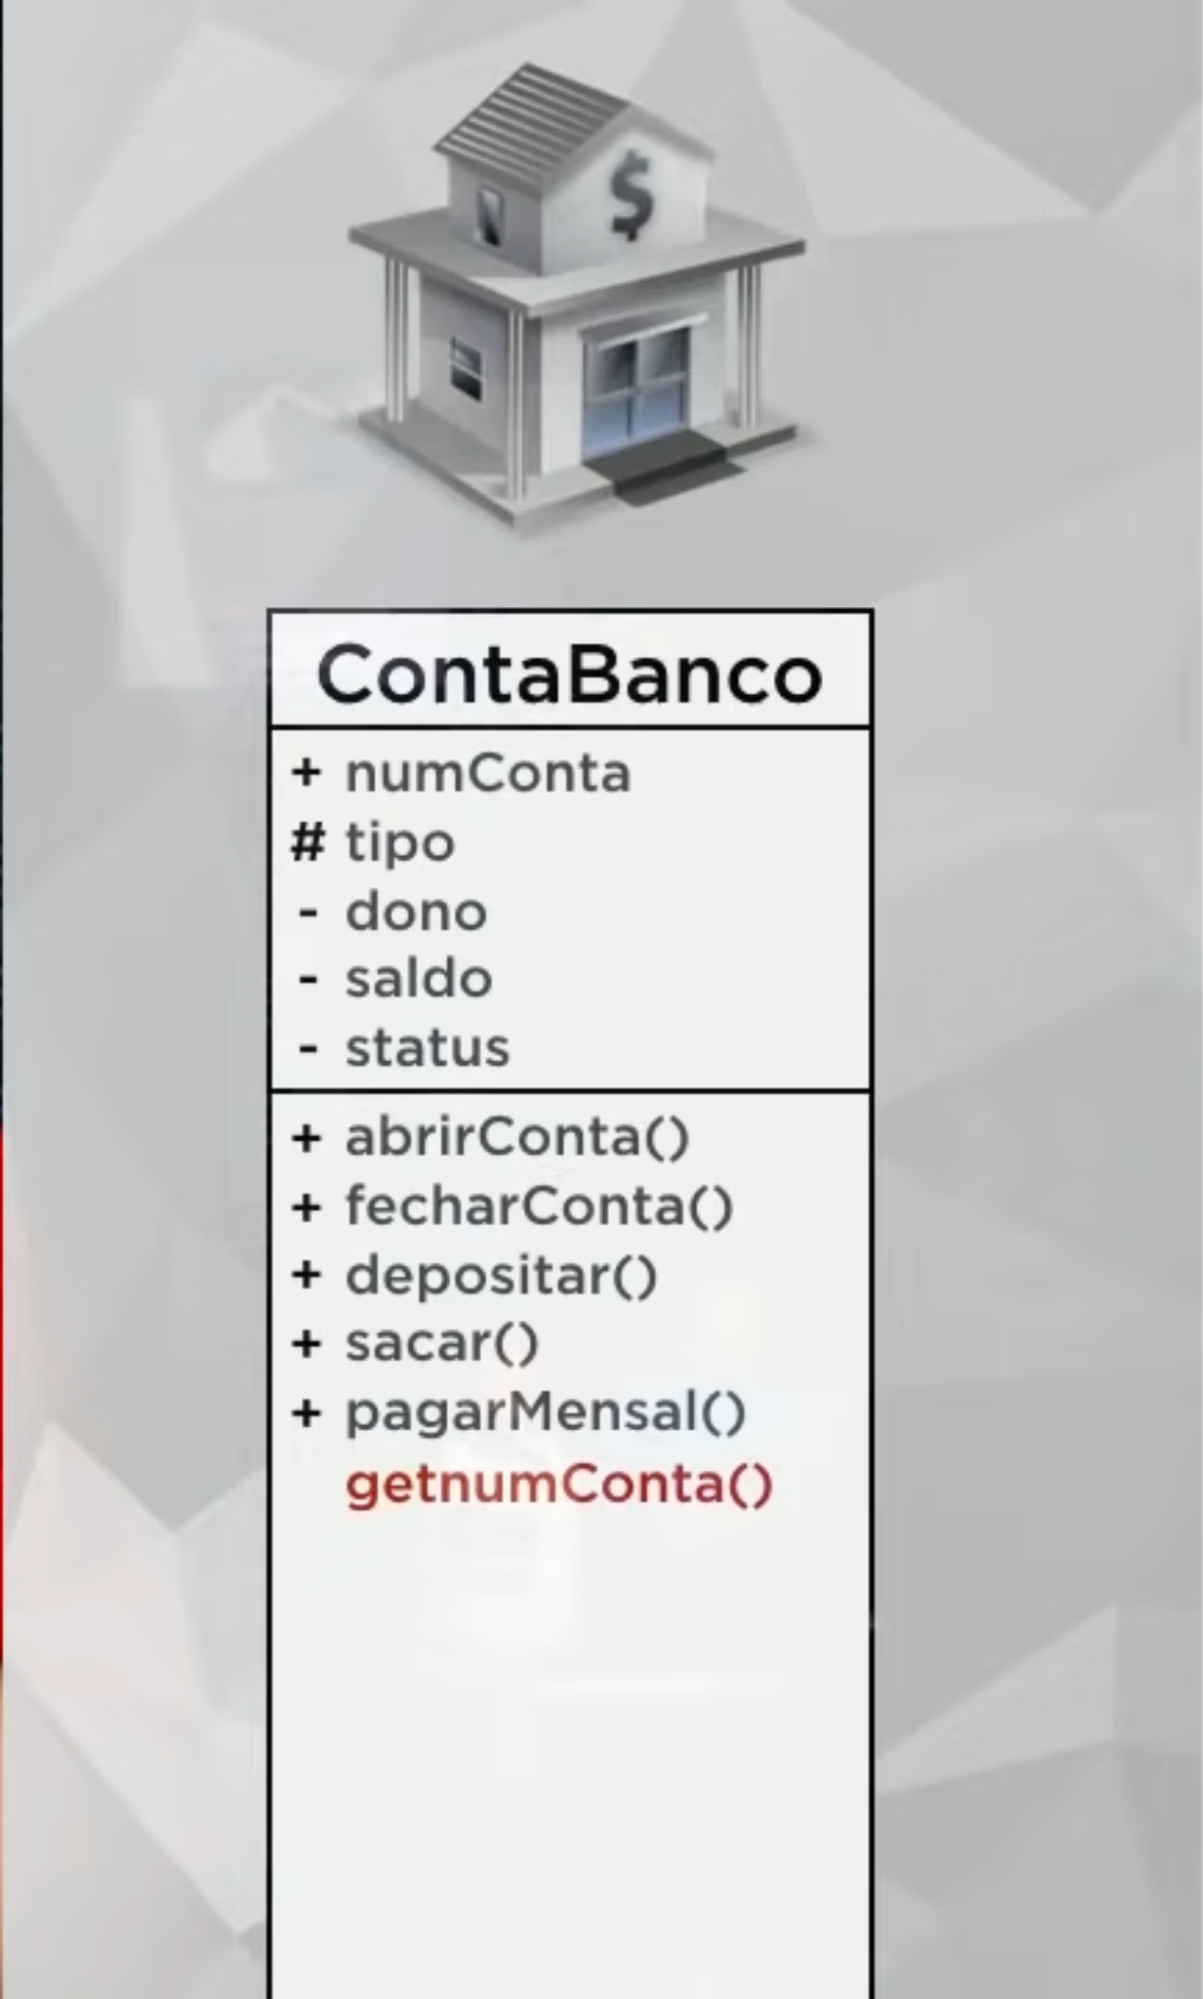 $
ContaBanco
+ numConta
# tipo
- dono
- saldo
- status
+ abrirConta()
+ fecharConta()
+ depositar()
+ sacar()
+ pagarMensal()
getnumConta()